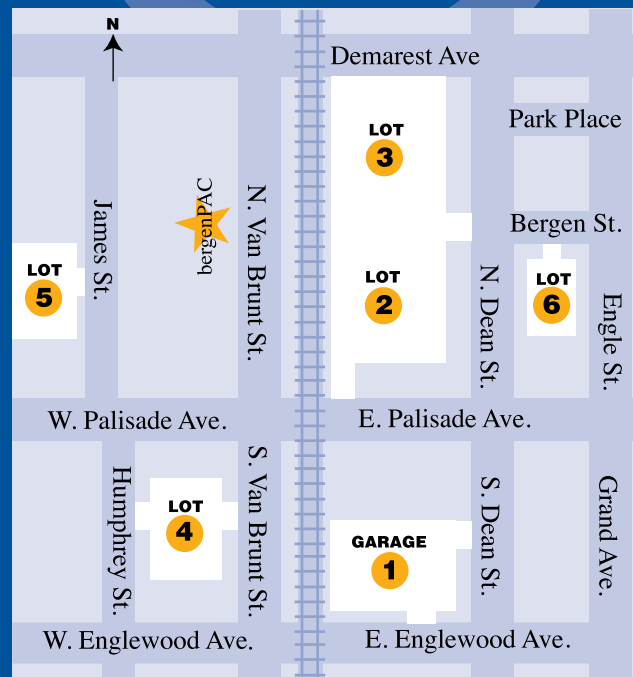 N
Demarest Ave
LOT
3
Park Place
bergenPAC
James St.
N. Van Brunt St.
Bergen St.
LOT
5
LOT
2
N. Dean St.
LOT
6
Engle St.
W. Palisade Ave.
E. Palisade Ave.
Humphrey St.
LOT
4
S. Van Brunt St.
GARAGE
1
S. Dean St.
Grand Ave.
W. Englewood Ave.
E. Englewood Ave.